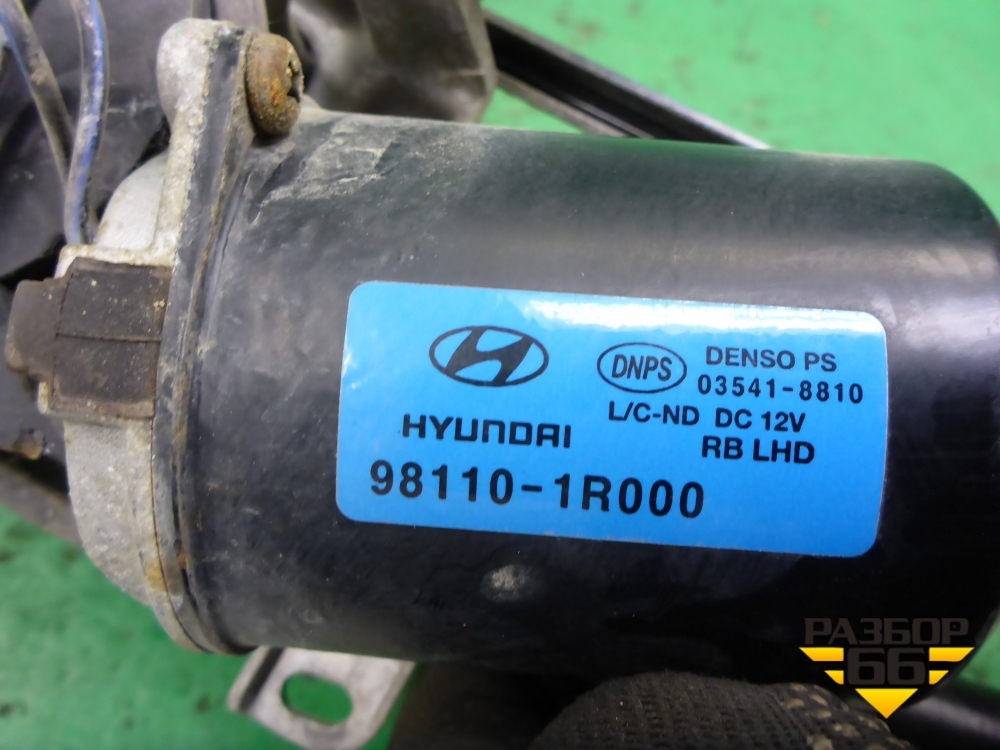 HYUNDAI
98110-1R000
DNPS
DENSO PS
03541-8810
L/C-ND DC 12V
RB LHD
РАЗБОР
66